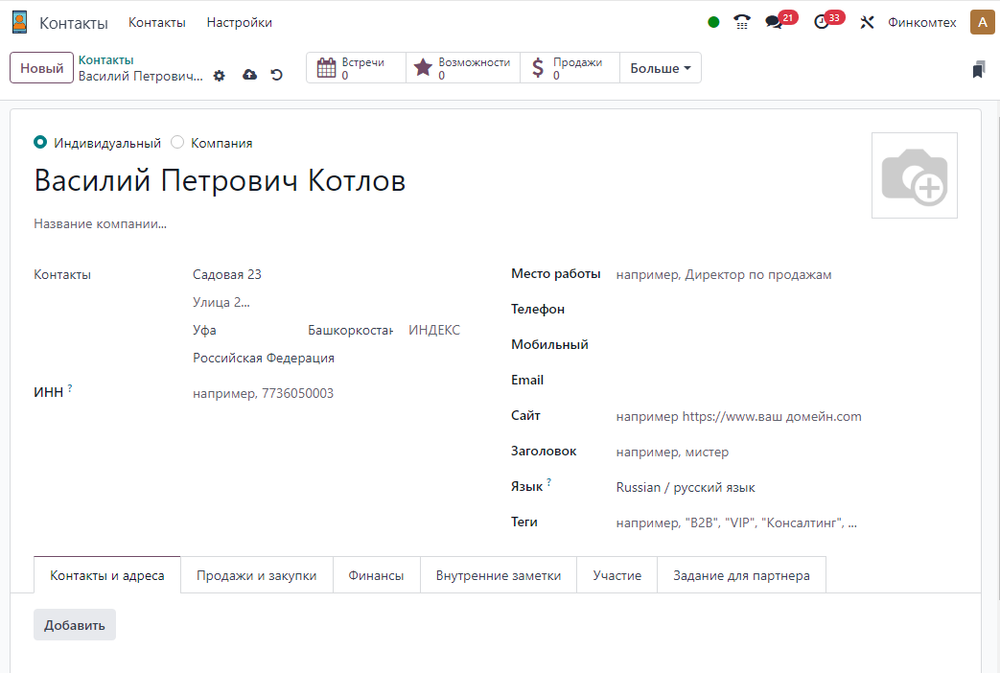 Контакты Контакты Настройки 21 33 Финкомтех A
Новый Контакты Василий Петрович... Встречи 0 Возможности 0 $ Продажи 0 Больше
Индивидуальный Компания
Василий Петрович Котлов
Название компании...
Контакты Садовая 23
Улица 2...
Уфа Башкоркостан ИНДЕКС
Российская Федерация
ИНН ? например, 7736050003
Место работы например, Директор по продажам
Телефон
Мобильный
Email
Сайт например https://www.ваш домейн.com
Заголовок например, мистер
Язык ? Russian / русский язык
Теги например, "B2B", "VIP", "Консалтинг", ...
Контакты и адреса Продажи и закупки Финансы Внутренние заметки Участие Задание для партнера
Добавить